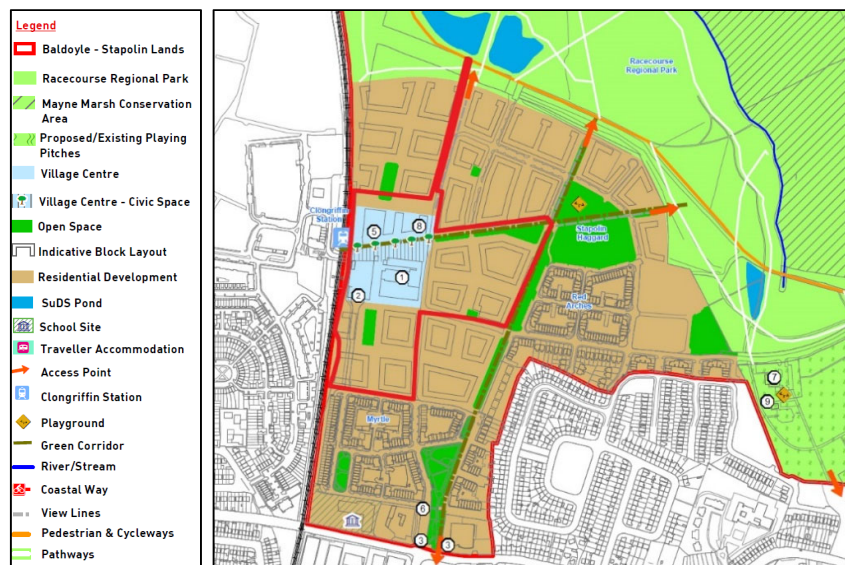 Legend
Baldoyle - Stapolin Lands
Racecourse Regional Park
Mayne Marsh Conservation
Area
Proposed/Existing Playing
Pitches
Village Centre
Village Centre - Civic Space
Open Space
Indicative Block Layout
Residential Development
SuDS Pond
School Site
Traveller Accommodation
Access Point
Clongriffin Station
Playground
Green Corridor
River/Stream
Coastal Way
View Lines
Pedestrian & Cycleways
Pathways
Racecourse
Regional Park
Clongriffin
Station
5
8
Stapolin
Haggard
1
2
Red
Arches
7
9
Myrtle
6
3
3